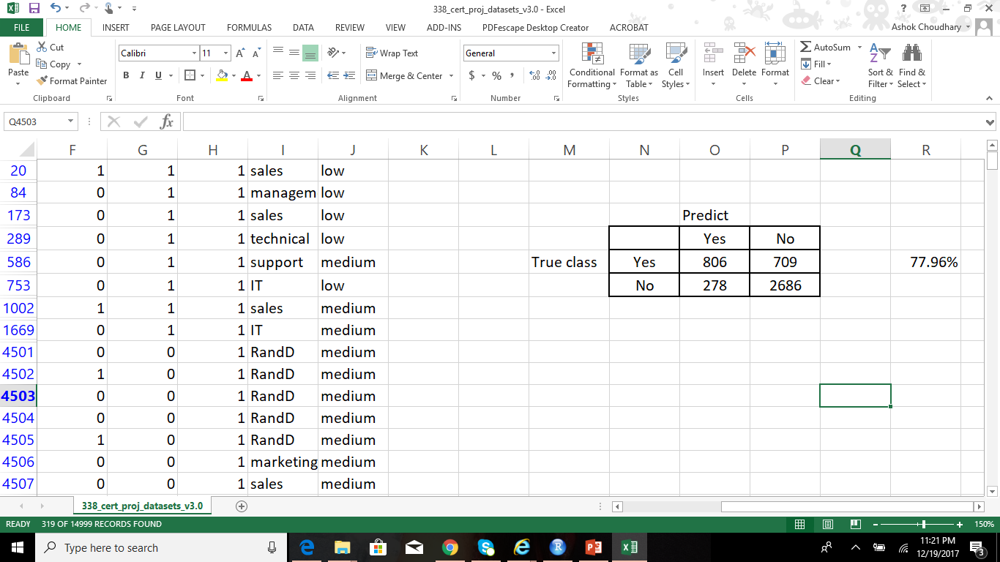 338_cert_proj_datasets_v3.0 - Excel
?
FILE HOME INSERT PAGE LAYOUT FORMULAS DATA REVIEW VIEW ADD-INS PDFescape Desktop Creator ACROBAT Ashok Choudhary
Paste
Cut
Copy
Format Painter
Clipboard
Calibri 11
B I U
Font
Wrap Text
Merge & Center
Alignment
General
$ % ,
Number
Conditional Formatting
Format as Table
Cell Styles
Styles
Insert
Delete
Format
Cells
AutoSum
Fill
Clear
Sort & Filter
Find & Select
Editing
Q4503 fx
F G H I J K L M N O P Q R
20 1 1 1 sales low
84 0 1 1 managem low
173 0 1 1 sales low Predict
289 0 1 1 technical low Yes No
586 0 1 1 support medium True class Yes 806 709 77.96%
753 0 1 1 IT low No 278 2686
1002 1 1 1 sales medium
1669 0 1 1 IT medium
4501 0 0 1 RandD medium
4502 1 0 1 RandD medium
4503 0 0 1 RandD medium
4504 0 0 1 RandD medium
4505 1 0 1 RandD medium
4506 0 0 1 marketing medium
4507 0 0 1 sales medium
338_cert_proj_datasets_v3.0
READY 319 OF 14999 RECORDS FOUND 150%
Type here to search
11:21 PM
12/19/2017
3